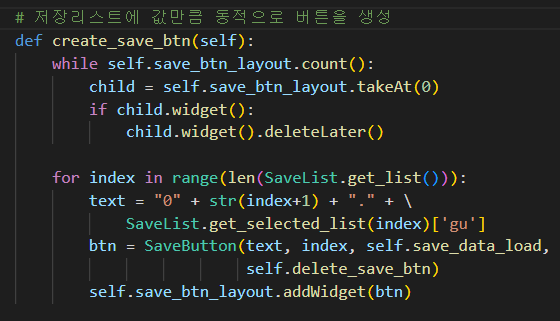 # 저장리스트에 값만큼 동적으로 버튼을 생성
def create_save_btn(self):
    while self.save_btn_layout.count():
        child = self.save_btn_layout.takeAt(0)
        if child.widget():
            child.widget().deleteLater()

    for index in range(len(SaveList.get_list())):
        text = "0" + str(index+1) + "." + \
            SaveList.get_selected_list(index)['gu']
        btn = SaveButton(text, index, self.save_data_load,
                         self.delete_save_btn)
        self.save_btn_layout.addWidget(btn)